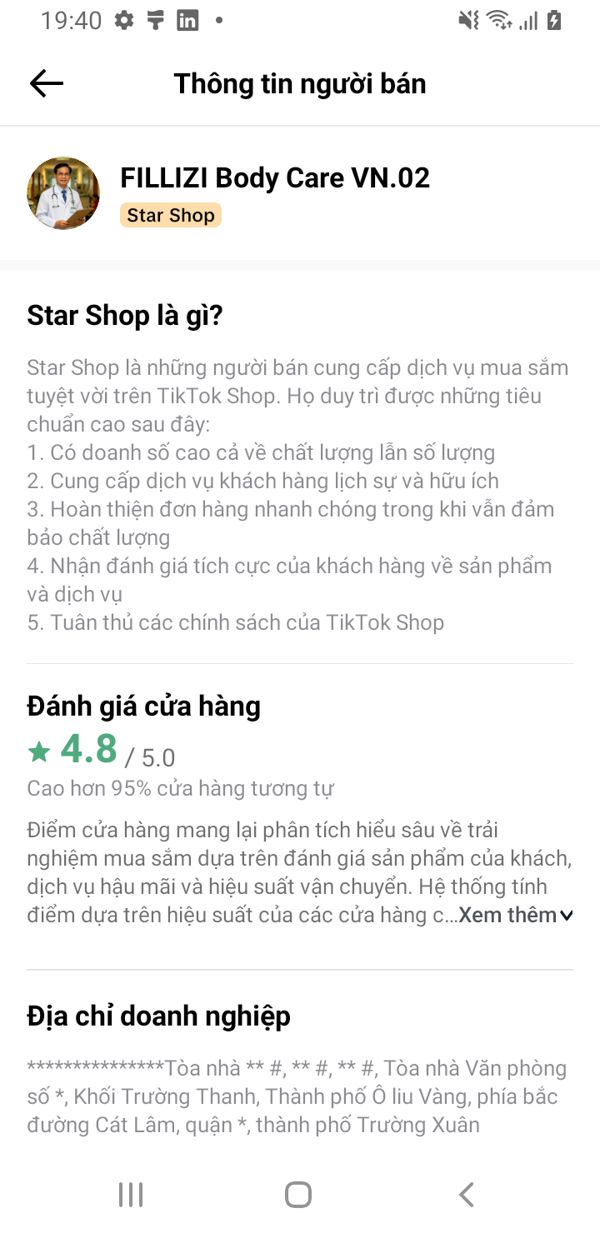 19:40
Thông tin người bán
FILLIZI Body Care VN.02
Star Shop
Star Shop là gì?
Star Shop là những người bán cung cấp dịch vụ mua sắm
tuyệt vời trên TikTok Shop. Họ duy trì được những tiêu
chuẩn cao sau đây:
1. Có doanh số cao cả về chất lượng lẫn số lượng
2. Cung cấp dịch vụ khách hàng lịch sự và hữu ích
3. Hoàn thiện đơn hàng nhanh chóng trong khi vẫn đảm
bảo chất lượng
4. Nhận đánh giá tích cực của khách hàng về sản phẩm
và dịch vụ
5. Tuân thủ các chính sách của TikTok Shop
Đánh giá cửa hàng
4.8 / 5.0
Cao hơn 95% cửa hàng tương tự
Điểm cửa hàng mang lại phân tích hiểu sâu về trải
nghiệm mua sắm dựa trên đánh giá sản phẩm của khách,
dịch vụ hậu mãi và hiệu suất vận chuyển. Hệ thống tính
điểm dựa trên hiệu suất của các cửa hàng c...Xem thêm
Địa chỉ doanh nghiệp
***************Tòa nhà ** #, ** #, ** #, Tòa nhà Văn phòng
số *, Khối Trường Thanh, Thành phố Ô liu Vàng, phía bắc
đường Cát Lâm, quận *, thành phố Trường Xuân